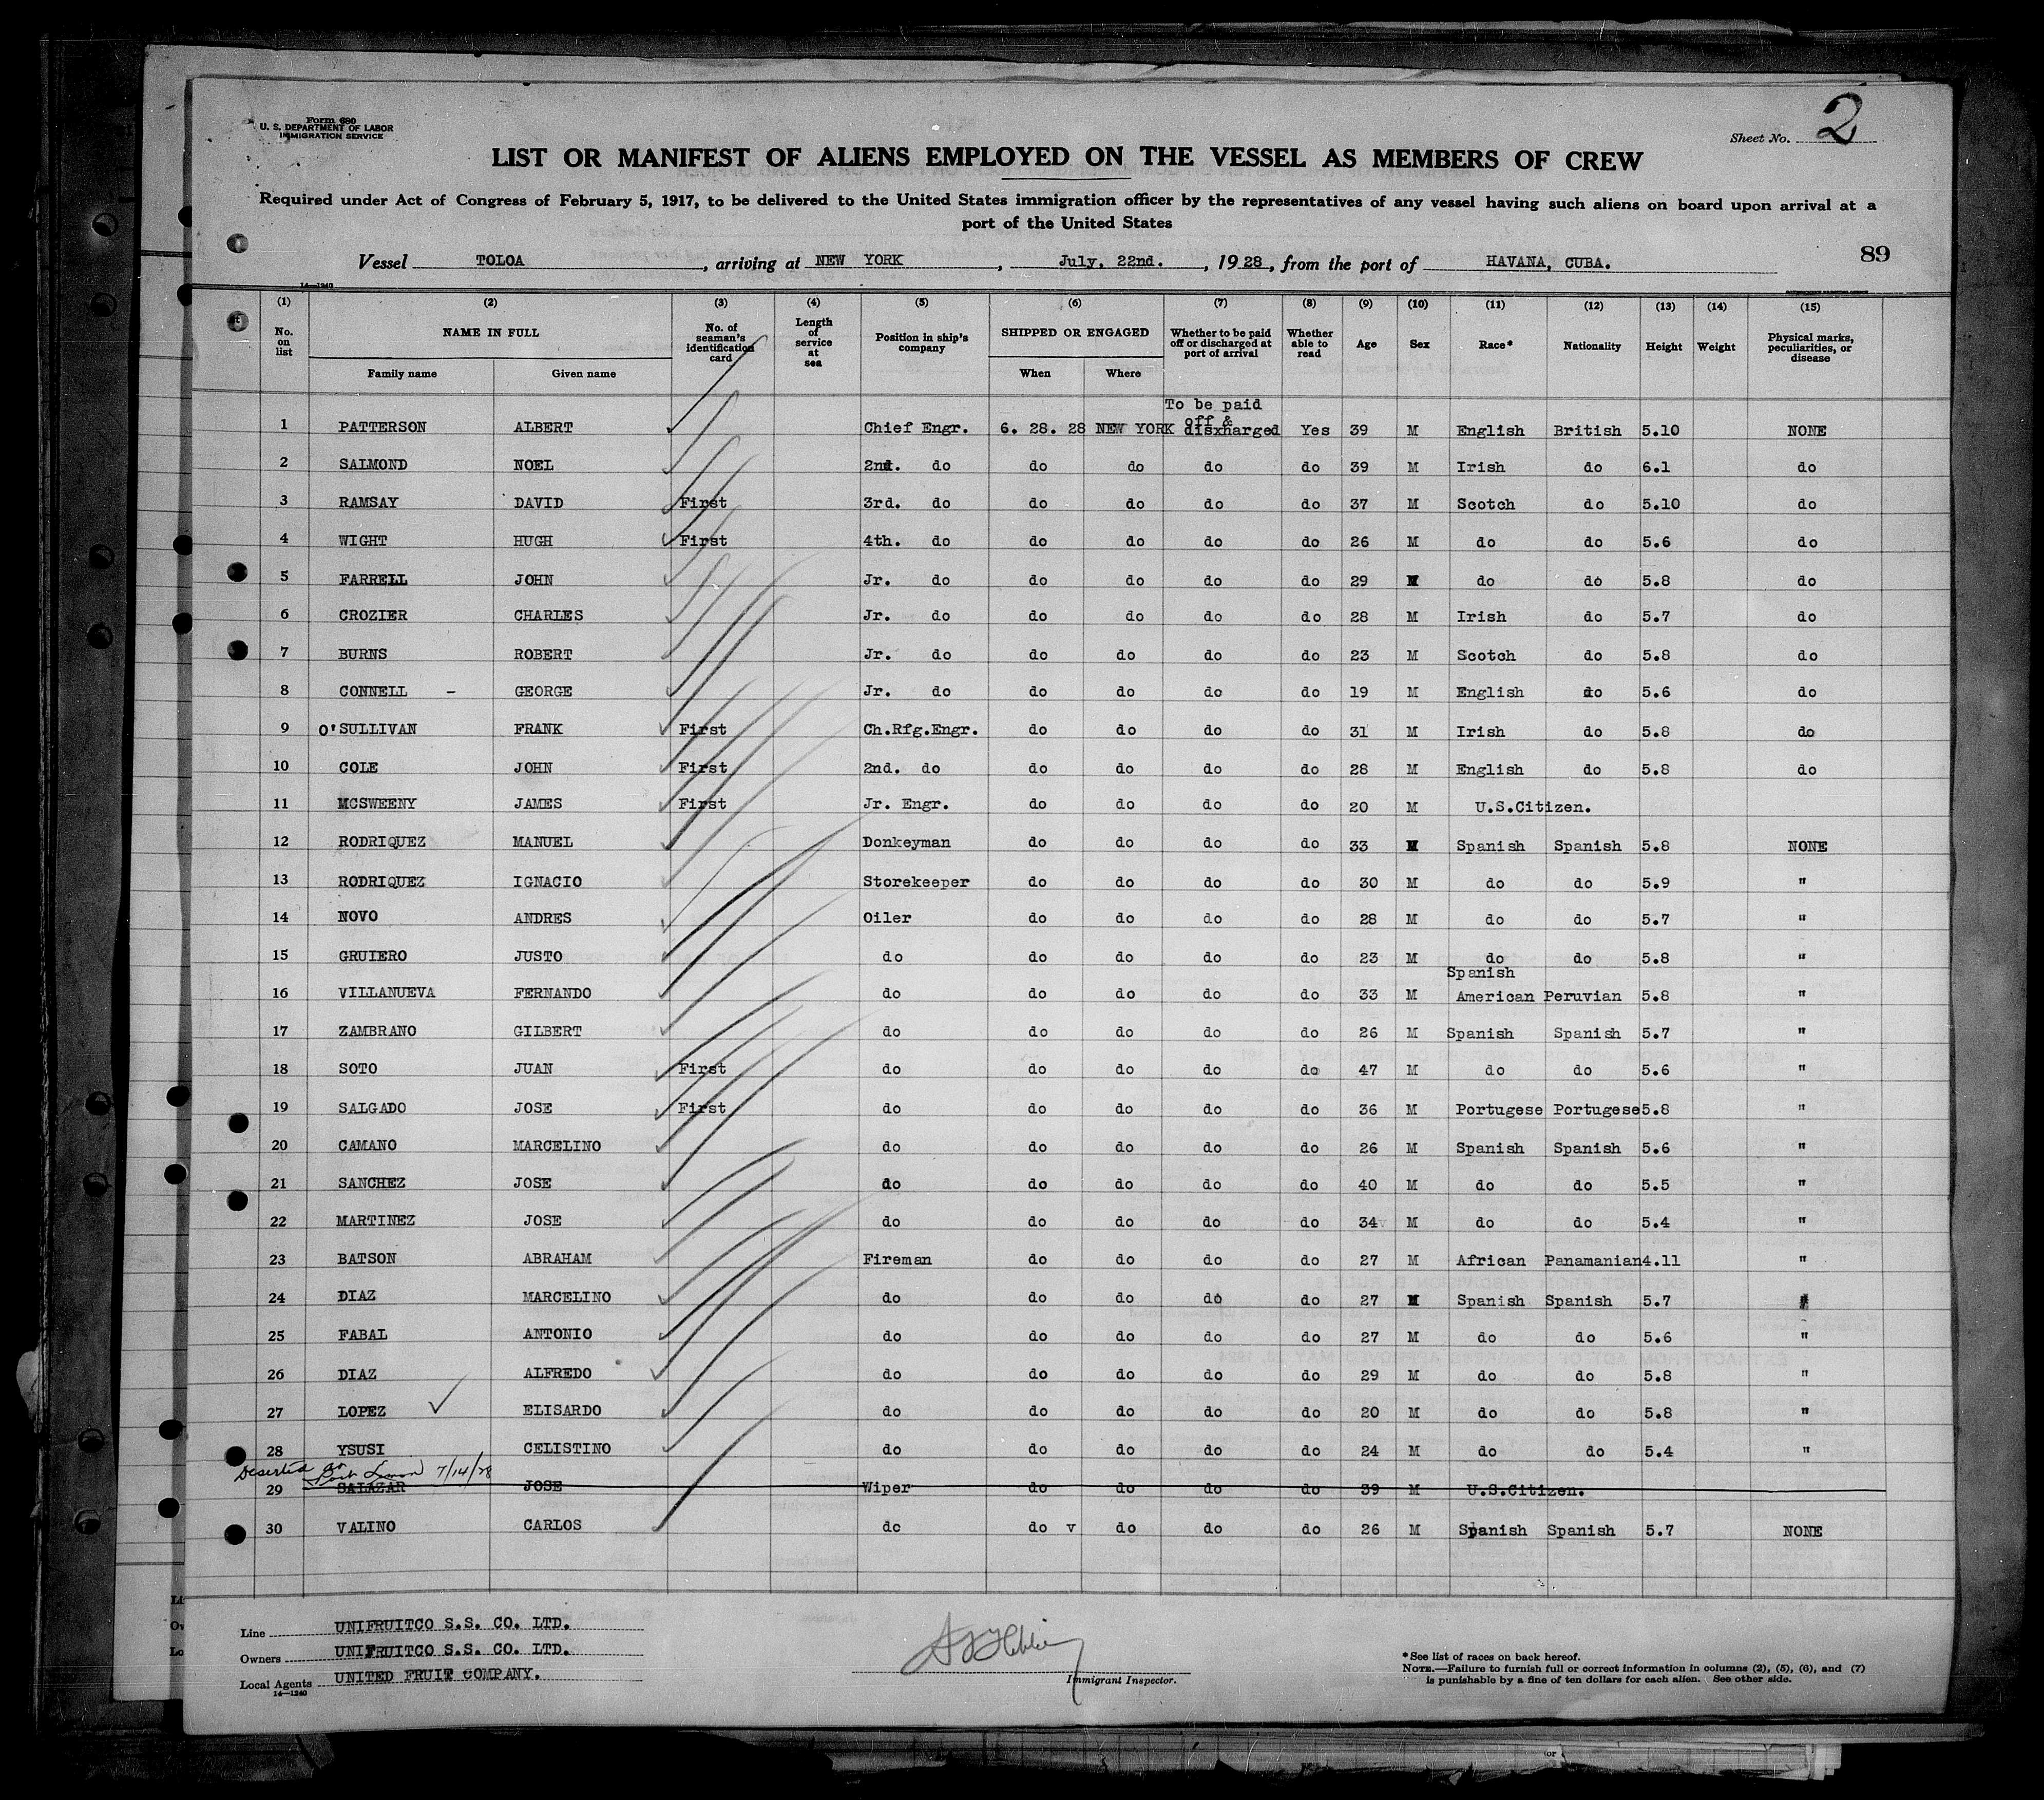 Form 680
U. S. DEPARTMENT OF LABOR
IMMIGRATION SERVICE
Sheet No. 2
LIST OR MANIFEST OF ALIENS EMPLOYED ON THE VESSEL AS MEMBERS OF CREW
Required under Act of Congress of February 5, 1917, to be delivered to the United States immigration officer by the representatives of any vessel having such aliens on board upon arrival at a
port of the United States
89
Vessel TOLOA, arriving at NEW YORK, July, 22nd., 1928, from the port of HAVANA, CUBA.
14—1240
(1) (2) (3) (4) (5) (6) (7) (8) (9) (10) (11) (12) (13) (14) (15)
No. on list NAME IN FULL No. of seaman's identification card Length of service at sea Position in ship's company SHIPPED OR ENGAGED Whether to be paid off or discharged at port of arrival Whether able to read Age Sex Race* Nationality Height Weight Physical marks, peculiarities, or disease
Family name Given name When Where
To be paid
off &
1 PATTERSON ALBERT Chief Engr. 6. 28. 28 NEW YORK disxharged Yes 39 M English British 5.10 NONE
2 SALMOND NOEL 2nd. do do do do do 39 M Irish do 6.1 do
3 RAMSAY DAVID First 3rd. do do do do do 37 M Scotch do 5.10 do
4 WIGHT HUGH First 4th. do do do do do 26 M do do 5.6 do
5 FARRELL JOHN Jr. do do do do do 29 M do do 5.8 do
6 CROZIER CHARLES Jr. do do do do do 28 M Irish do 5.7 do
7 BURNS ROBERT Jr. do do do do do 23 M Scotch do 5.8 do
8 CONNELL - GEORGE Jr. do do do do do 19 M English do 5.6 do
9 O'SULLIVAN FRANK First Ch.Rfg.Engr. do do do do 31 M Irish do 5.8 do
10 COLE JOHN First 2nd. do do do do do 28 M English do 5.8 do
11 MCSWEENY JAMES First Jr. Engr. do do do do 20 M U.S.Citizen.
12 RODRIQUEZ MANUEL Donkeyman do do do do 33 M Spanish Spanish 5.8 NONE
13 RODRIQUEZ IGNACIO Storekeeper do do do do 30 M do do 5.9 "
14 NOVO ANDRES Oiler do do do do 28 M do do 5.7 "
15 GRUIERO JUSTO do do do do do 23 M do do 5.8 "
Spanish
16 VILLANUEVA FERNANDO do do do do do 33 M American Peruvian 5.8 "
17 ZAMBRANO GILBERT do do do do do 26 M Spanish Spanish 5.7 "
18 SOTO JUAN First do do do do do 47 M do do 5.6 "
19 SALGADO JOSE First do do do do do 36 M Portugese Portugese 5.8 "
20 CAMANO MARCELINO do do do do do 26 M Spanish Spanish 5.6 "
21 SANCHEZ JOSE do do do do do 40 M do do 5.5 "
22 MARTINEZ JOSE do do do do do 34 M do do 5.4 "
23 BATSON ABRAHAM Fireman do do do do 27 M African Panamanian 4.11 "
24 DIAZ MARCELINO do do do do do 27 M Spanish Spanish 5.7
25 FABAL ANTONIO do do do do do 27 M do do 5.6 "
26 DIAZ ALFREDO do do do do do 29 M do do 5.8 "
27 LOPEZ ELISARDO do do do do do 20 M do do 5.8 "
28 YSUSI CELISTINO do do do do do 24 M do do 5.4 "
Deserted at Port Limon 7/14/28
29 SALAZAR JOSE Wiper do do do do 39 M U.S.Citizen.
30 VALINO CARLOS do do v do do do 26 M Spanish Spanish 5.7 NONE
Line UNIFRUITCO S.S. CO. LTD.
Owners UNIFRUITCO S.S. CO. LTD.
Local Agents UNITED FRUIT COMPANY.
14—1240
Immigrant Inspector.
*See list of races on back hereof.
NOTE.—Failure to furnish full or correct information in columns (2), (5), (6), and (7)
is punishable by a fine of ten dollars for each alien. See other side.